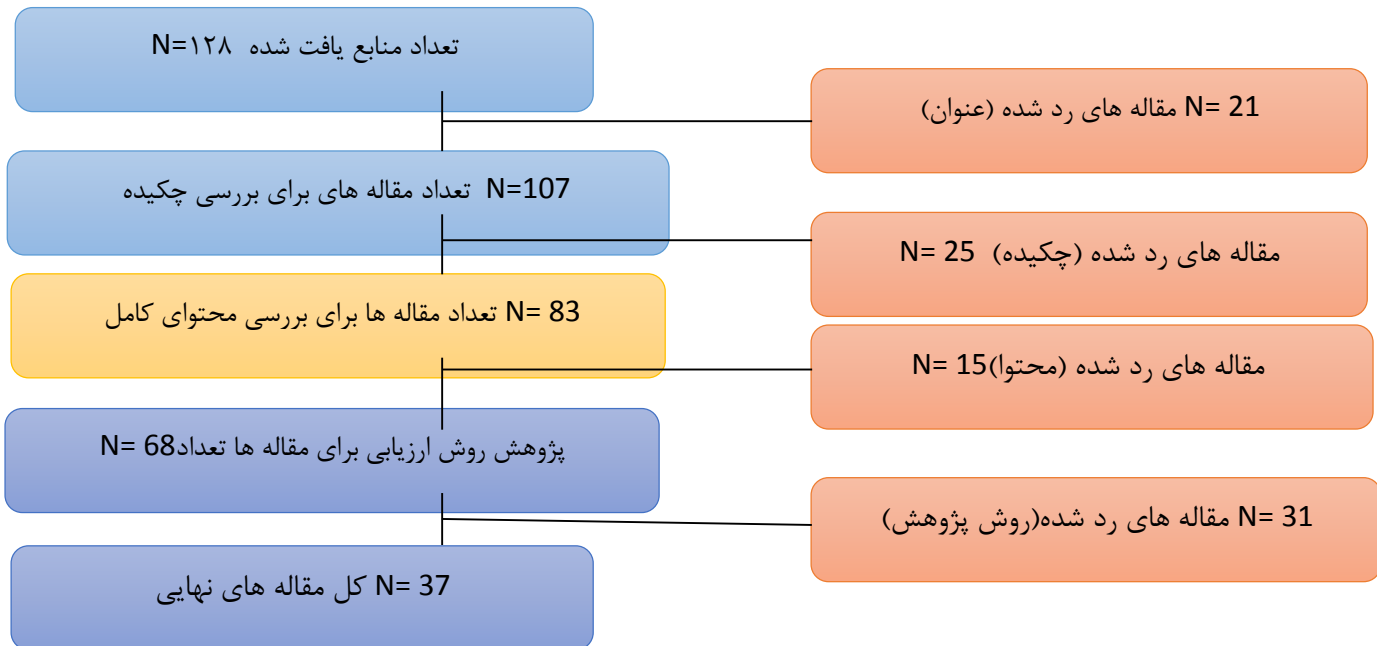 تعداد منابع یافت شده N=۱۲۸
N= 21 مقاله های رد شده (عنوان)
N=107 تعداد مقاله های برای بررسی چکیده
مقاله های رد شده (چکیده) N= 25
N= 83 تعداد مقاله ها برای بررسی محتوای کامل
مقاله های رد شده (محتوا)N= 15
پژوهش روش ارزیابی برای مقاله ها تعدادN= 68
N= 31 مقاله های رد شده(روش پژوهش)
N= 37 کل مقاله های نهایی